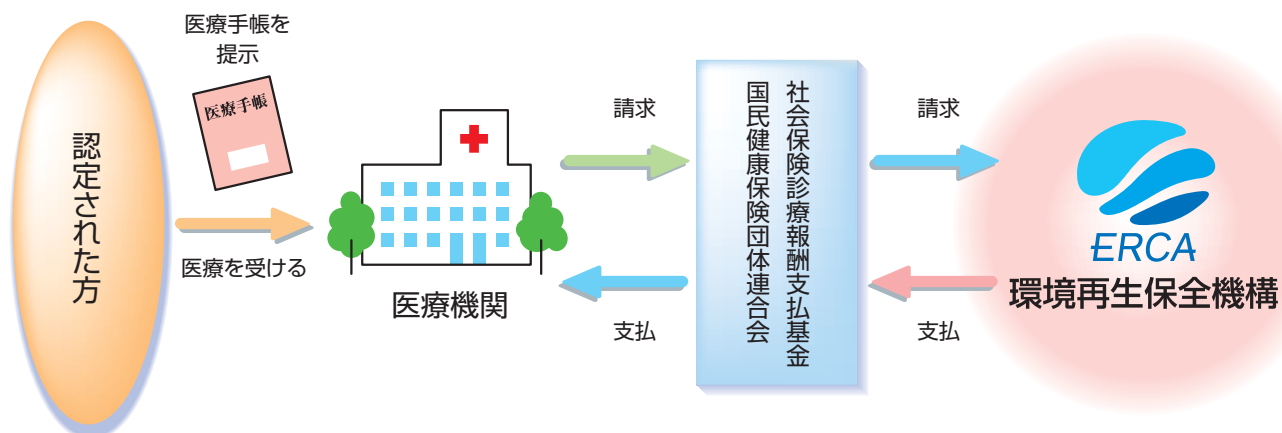 認定された方
医療手帳を
提示
医療手帳
医療を受ける
医療機関
請求
支払
社会保険診療報酬支払基金
国民健康保険団体連合会
請求
支払
ERCA
環境再生保全機構